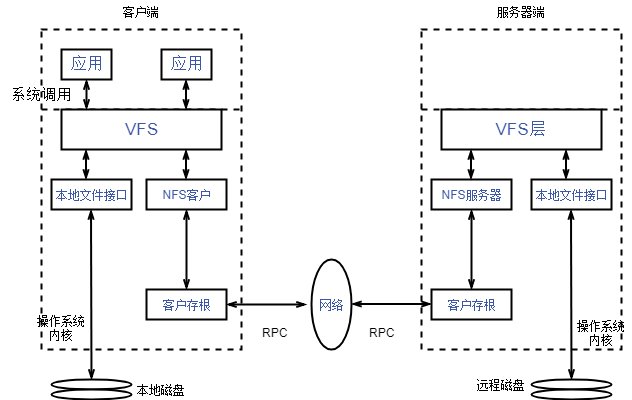 客户端
服务器端
应用
应用
系统调用
VFS
VFS层
本地文件接口
NFS客户
NFS服务器
本地文件接口
客户存根
网络
客户存根
RPC
RPC
操作系统
内核
操作系统
内核
本地磁盘
远程磁盘